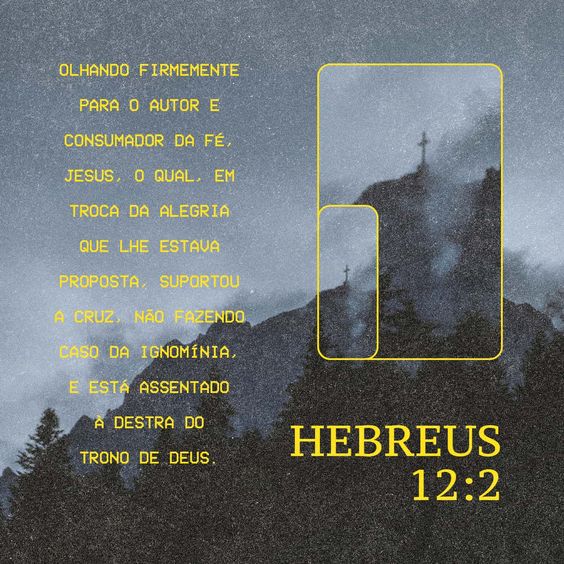 OLHANDO FIRMEMENTE
PARA O AUTOR E
CONSUMADOR DA FÉ,
JESUS, O QUAL, EM
TROCA DA ALEGRIA
QUE LHE ESTAVA
PROPOSTA, SUPORTOU
A CRUZ, NÃO FAZENDO
CASO DA IGNOMÍNIA,
E ESTÁ ASSENTADO
À DESTRA DO
TRONO DE DEUS.
HEBREUS
12:2